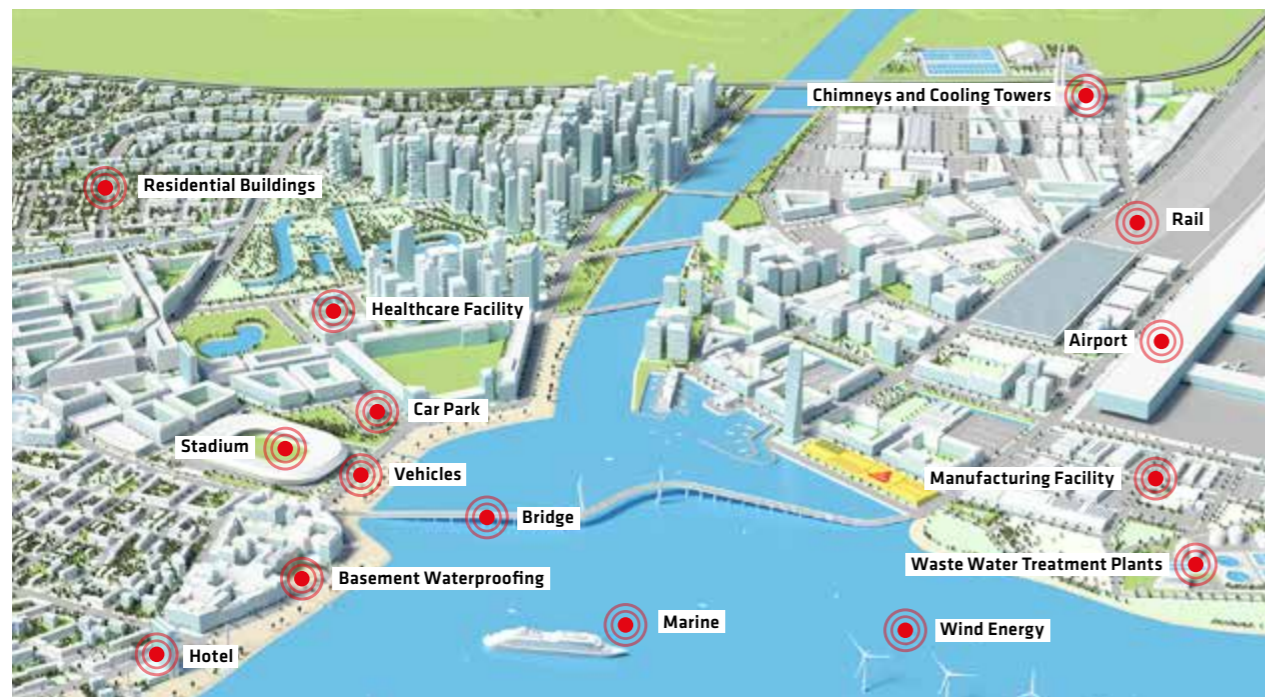 Chimneys and Cooling Towers
Residential Buildings
Rail
Healthcare Facility
Airport
Car Park
Stadium
Vehicles
Manufacturing Facility
Bridge
Waste Water Treatment Plants
Basement Waterproofing
Marine
Wind Energy
Hotel